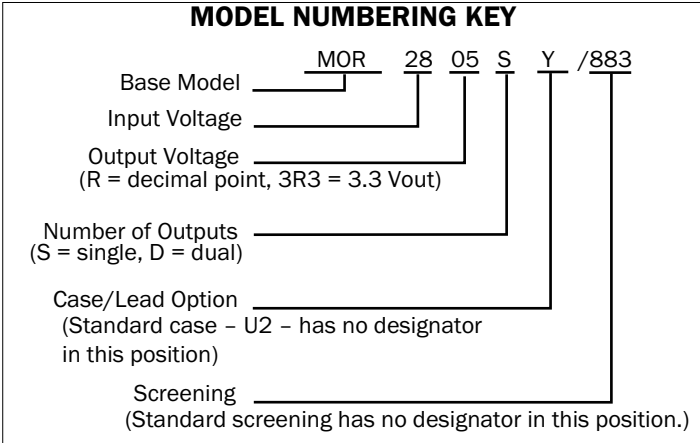 MODEL NUMBERING KEY
MOR 28 05 S Y /883
Base Model
Input Voltage
Output Voltage
(R = decimal point, 3R3 = 3.3 Vout)
Number of Outputs
(S = single, D = dual)
Case/Lead Option
(Standard case – U2 – has no designator
in this position)
Screening
(Standard screening has no designator in this position.)